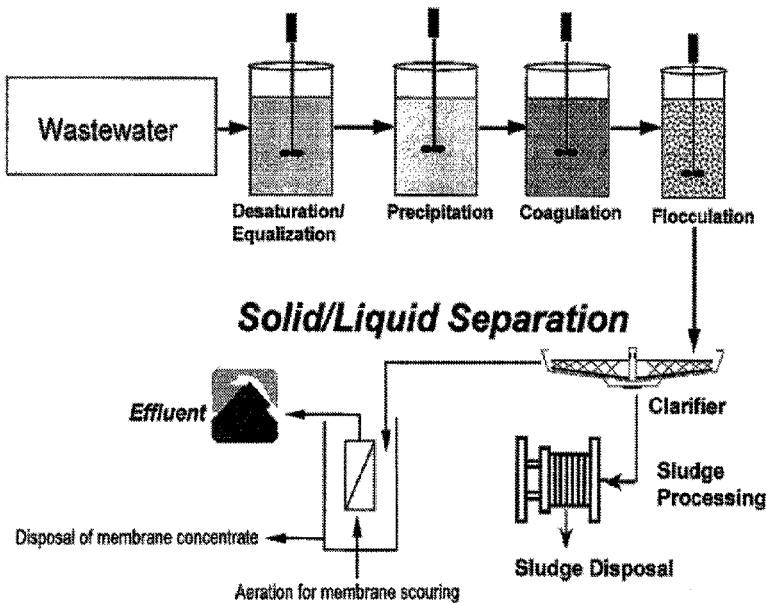 Wastewater
Desaturation/
Equalization
Precipitation
Coagulation
Flocculation
Solid/Liquid Separation
Clarifier
Effluent
Sludge
Processing
Disposal of membrane concentrate
Sludge Disposal
Aeration for membrane scouring